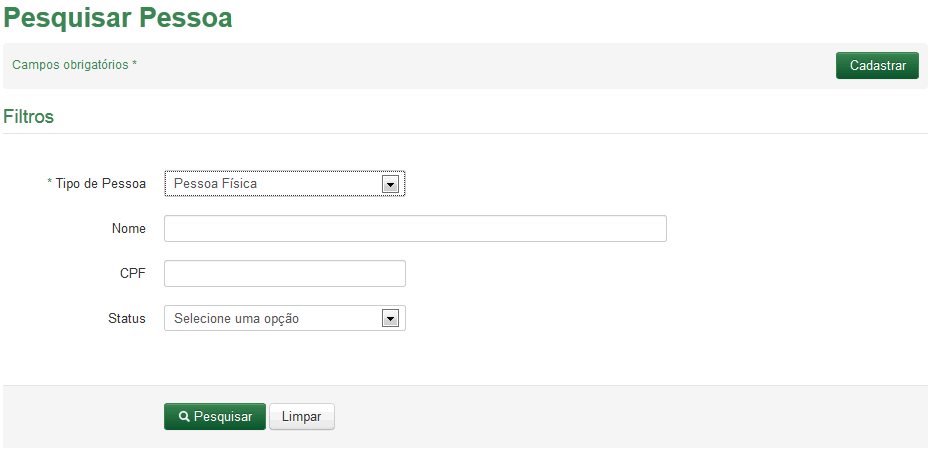 Pesquisar Pessoa
Campos obrigatórios *
Cadastrar
Filtros
* Tipo de Pessoa
Pessoa Física
Nome
CPF
Status
Selecione uma opção
Pesquisar
Limpar